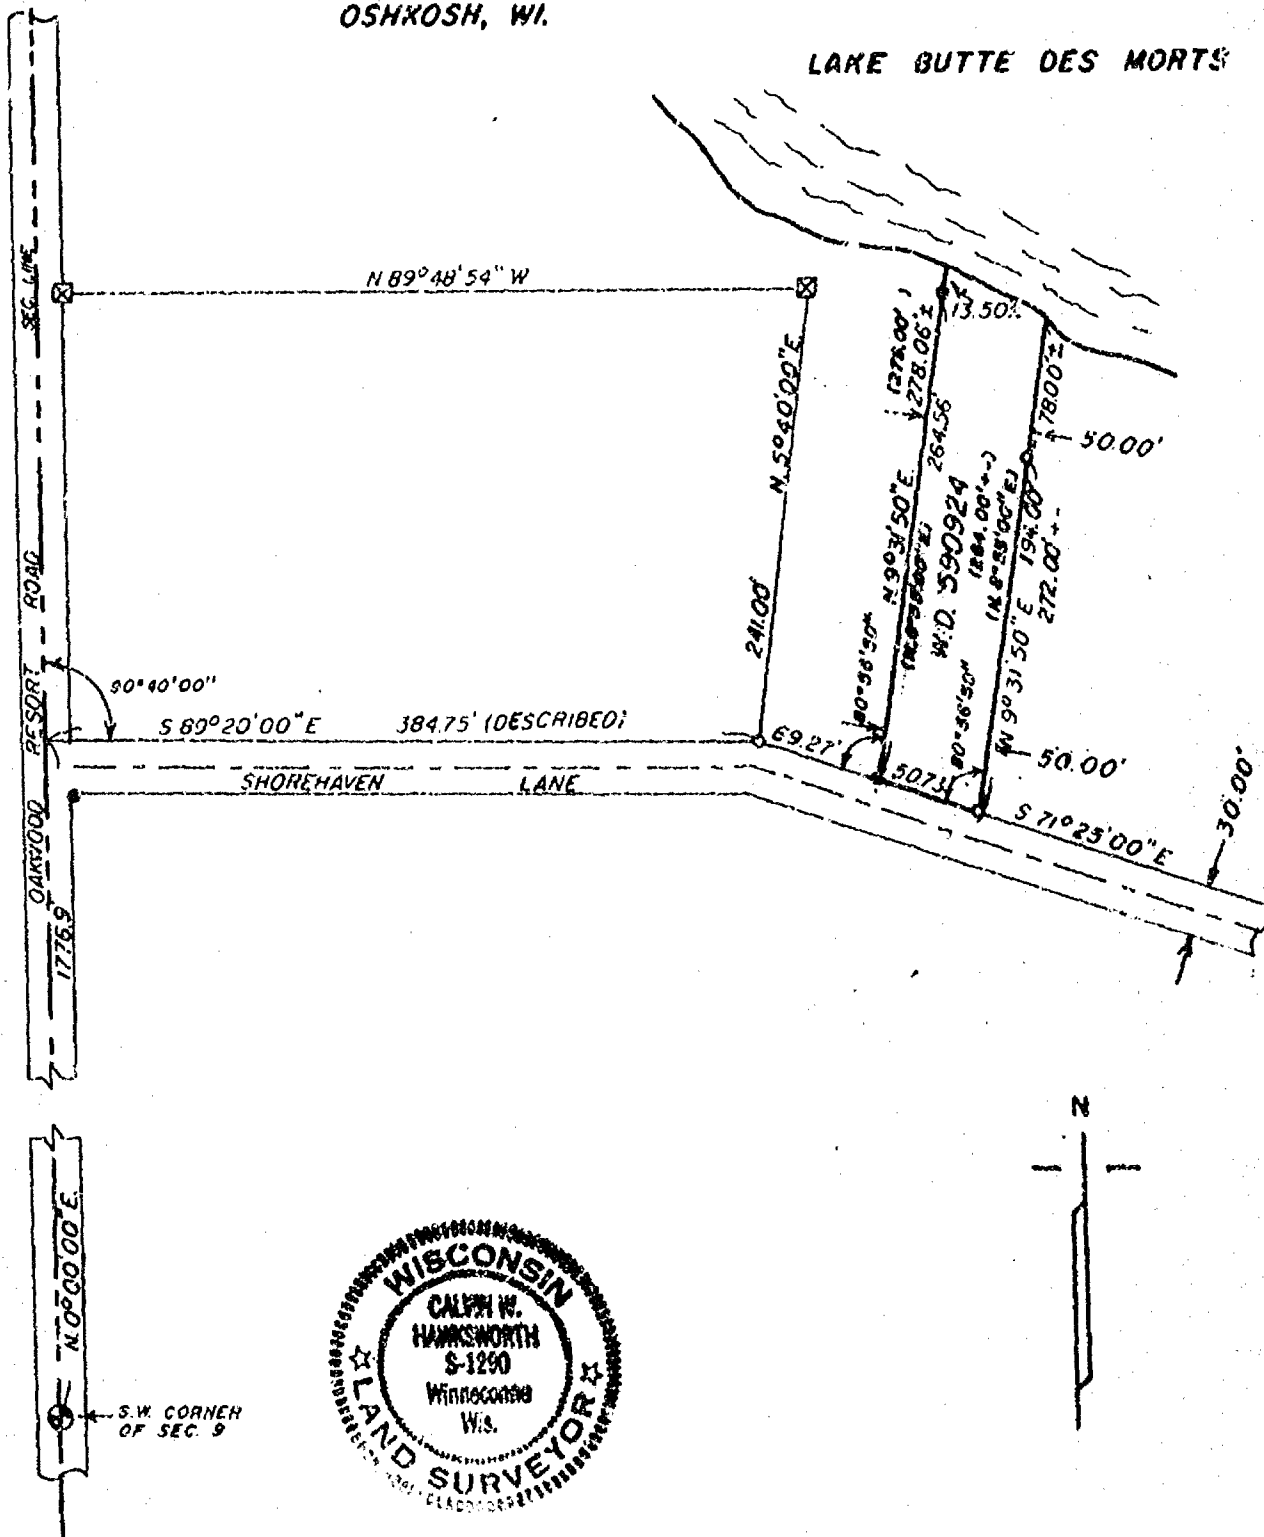 OSHKOSH, WI.
LAKE BUTTE DES MORTS
SEC. LINE
N 89°48'54" W
13.50'±
(276.00' )
278.06'±
N. 5°40'00" E.
241.00'
264.56'
N 9°31'50" E.
W.D. 590924
(264.00'+-)
78.00'±
50.00'
194.00'
272.00'+-
N 9°31'50" E
80°56'50"
80°56'50"
OAKWOOD RESORT ROAD
90°40'00"
S 89°20'00" E
384.75' (DESCRIBED)
69.27'
50.73'
50.00'
SHOREHAVEN LANE
S 71°25'00" E
30.00'
1776.9
N
N. 0°00'00" E.
S.W. CORNER
OF SEC. 9
WISCONSIN
CALVIN W.
HAWKSWORTH
S-1290
Winneconne
Wis.
LAND SURVEYOR